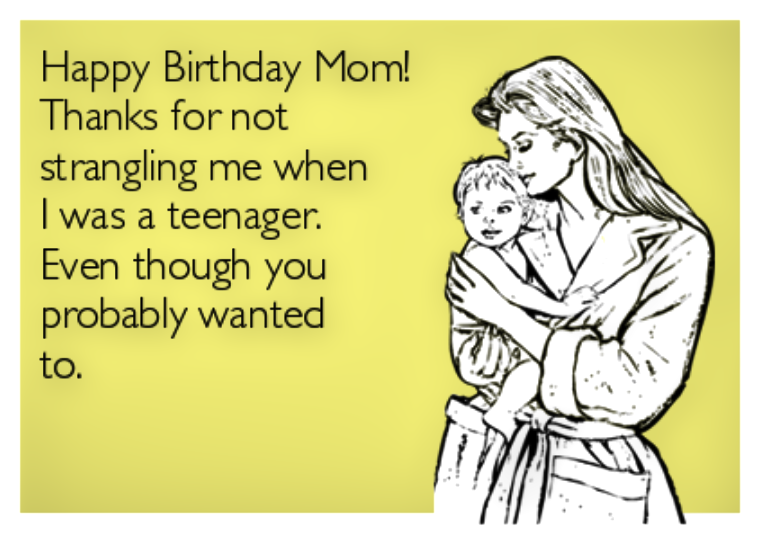 Happy Birthday Mom!
Thanks for not
strangling me when
I was a teenager.
Even though you
probably wanted
to.